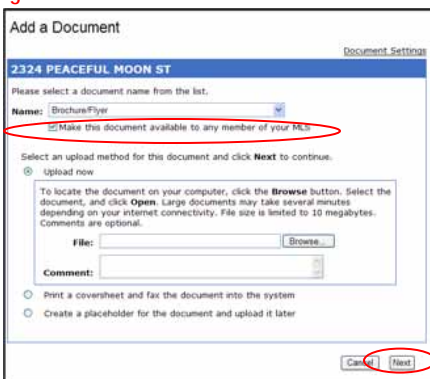 Add a Document
Document Settings
2324 PEACEFUL MOON ST
Please select a document name from the list.
Name: Brochure/Flyer
Make this document available to any member of your MLS
Select an upload method for this document and click Next to continue.
Upload now
To locate the document on your computer, click the Browse button. Select the
document, and click Open. Large documents may take several minutes
depending on your internet connectivity. File size is limited to 10 megabytes.
Comments are optional.
File: Browse...
Comment:
Print a coversheet and fax the document into the system
Create a placeholder for the document and upload it later
Cancel Next